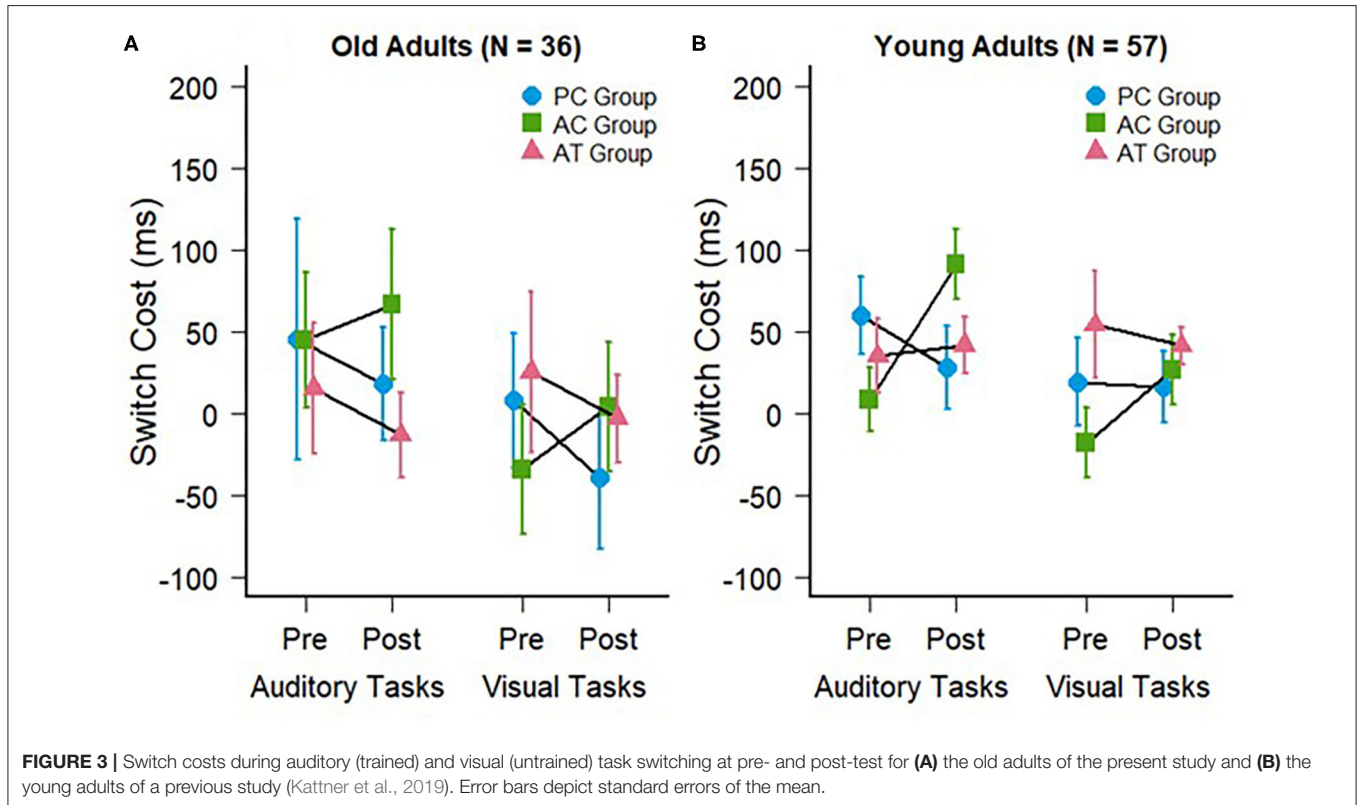 A
Old Adults (N = 36)
200
150
100
50
0
-50
-100
Switch Cost (ms)
PC Group
AC Group
AT Group
Pre Post Pre Post
Auditory Tasks Visual Tasks
B
Young Adults (N = 57)
200
150
100
50
0
-50
-100
Switch Cost (ms)
PC Group
AC Group
AT Group
Pre Post Pre Post
Auditory Tasks Visual Tasks
FIGURE 3 | Switch costs during auditory (trained) and visual (untrained) task switching at pre- and post-test for (A) the old adults of the present study and (B) the
young adults of a previous study (Kattner et al., 2019). Error bars depict standard errors of the mean.